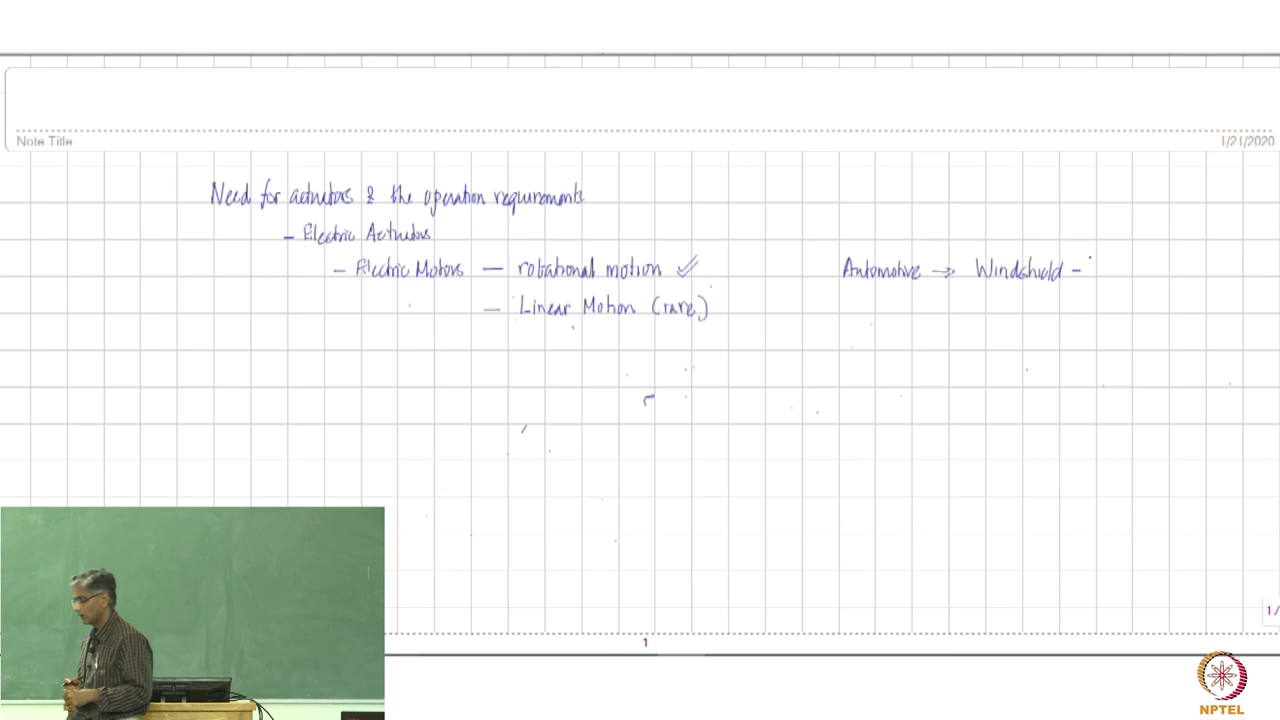 Note Title
1/21/2020
Need for actuators & the operation requirements
- Electric Actuators
- Electric Motors — rotational motion
Automotive → Windshield -
— Linear Motion (rare)
1/
1
NPTEL